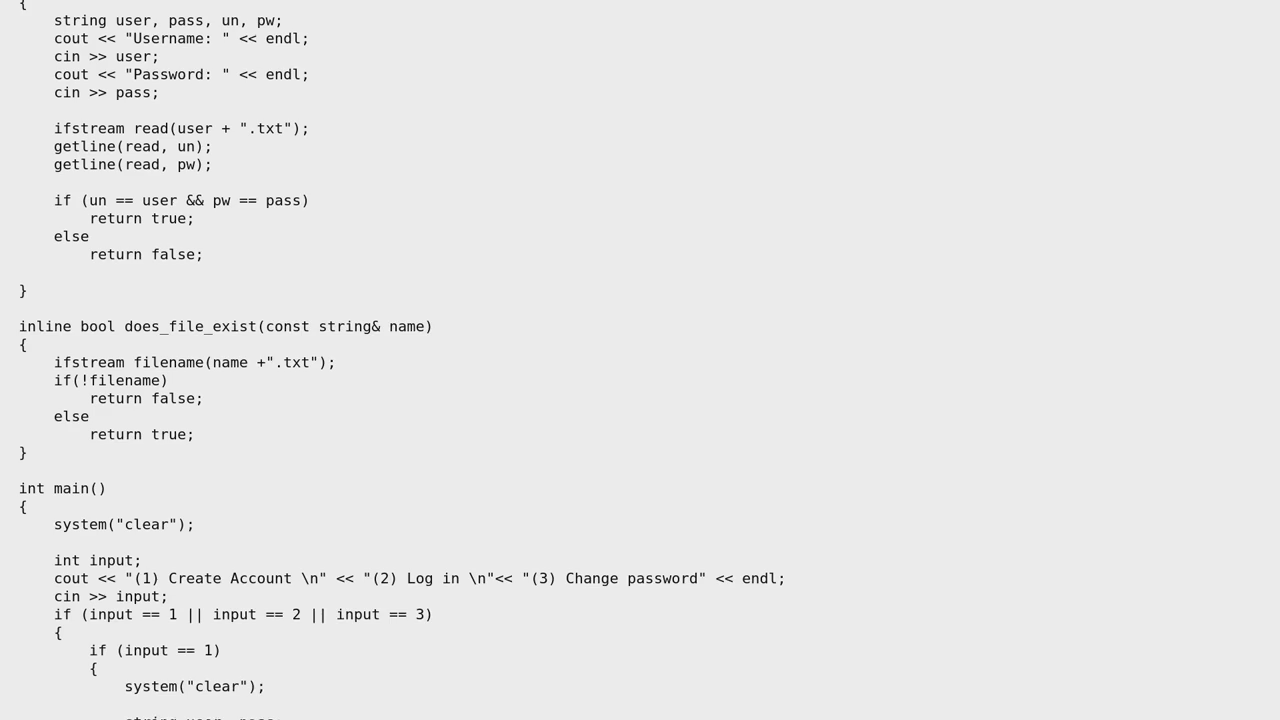 {
    string user, pass, un, pw;
    cout << "Username: " << endl;
    cin >> user;
    cout << "Password: " << endl;
    cin >> pass;

    ifstream read(user + ".txt");
    getline(read, un);
    getline(read, pw);

    if (un == user && pw == pass)
        return true;
    else
        return false;

}

inline bool does_file_exist(const string& name)
{
    ifstream filename(name +".txt");
    if(!filename)
        return false;
    else
        return true;
}

int main()
{
    system("clear");

    int input;
    cout << "(1) Create Account \n" << "(2) Log in \n"<< "(3) Change password" << endl;
    cin >> input;
    if (input == 1 || input == 2 || input == 3)
    {
        if (input == 1)
        {
            system("clear");

            string user, pass;